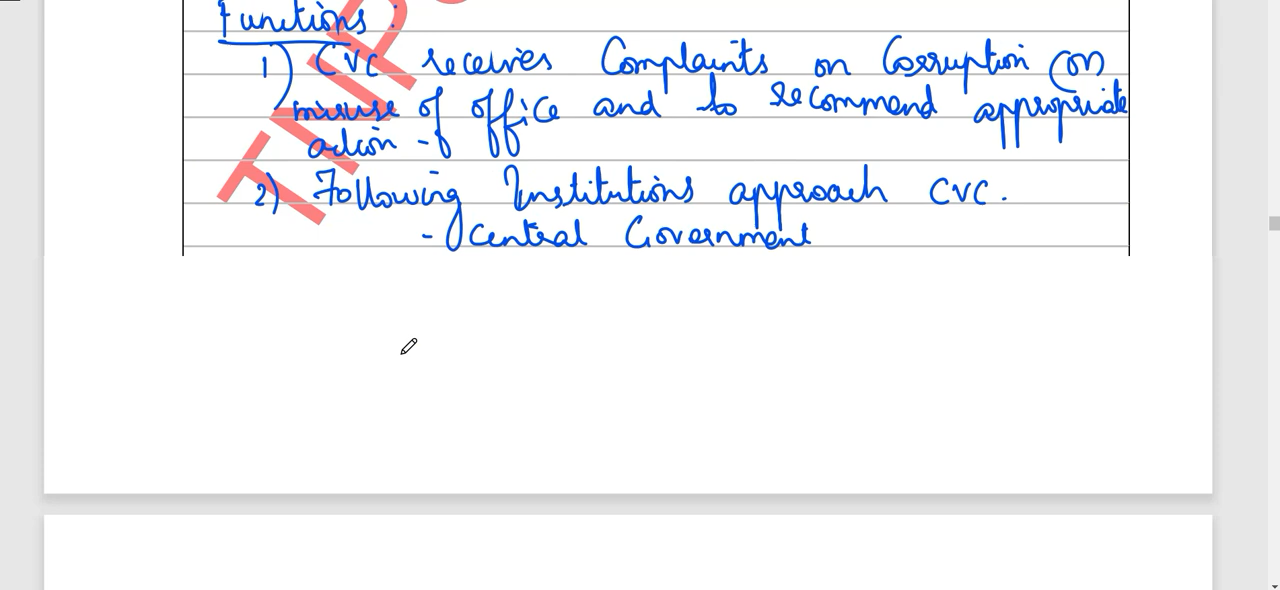 Functions :
1) CVC receives Complaints on Corruption (or)
misuse of office and to recommend appropriate
action -
2) Following Institutions approach CVC.
- Central Government